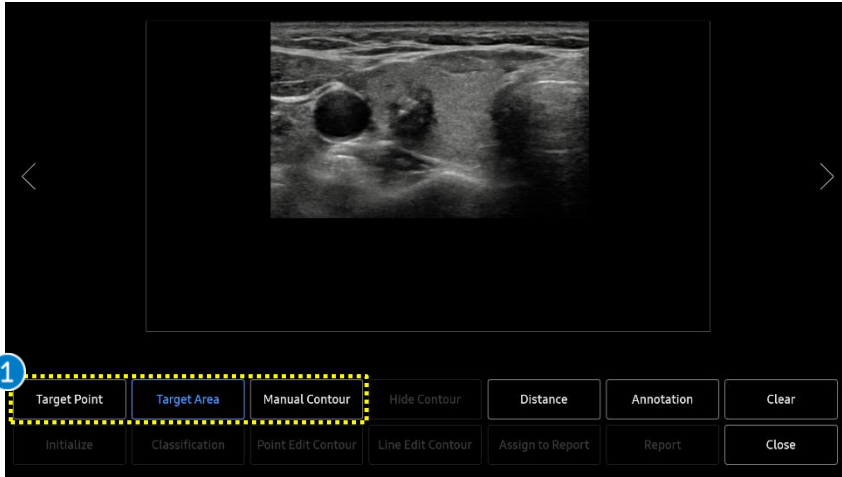 1
Target Point
Target Area
Manual Contour
Hide Contour
Distance
Annotation
Clear
Initialize
Classification
Point Edit Contour
Line Edit Contour
Assign to Report
Report
Close